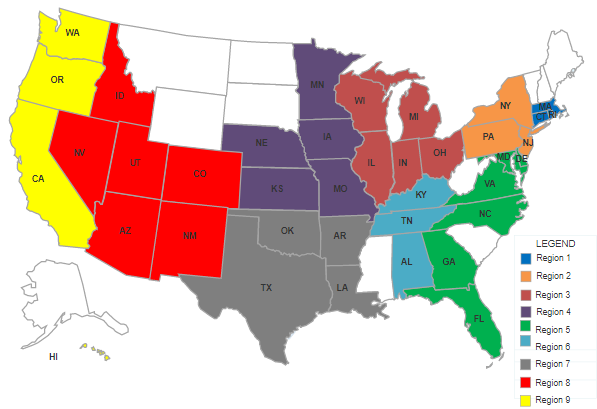 WA
OR
ID
MN
WI
MI
NY
MA
CT
RI
NE
IA
PA
NJ
NV
UT
CO
IL
IN
OH
MD
DE
CA
KS
MO
KY
VA
AZ
NM
OK
AR
TN
NC
TX
LA
AL
GA
FL
HI
LEGEND
Region 1
Region 2
Region 3
Region 4
Region 5
Region 6
Region 7
Region 8
Region 9